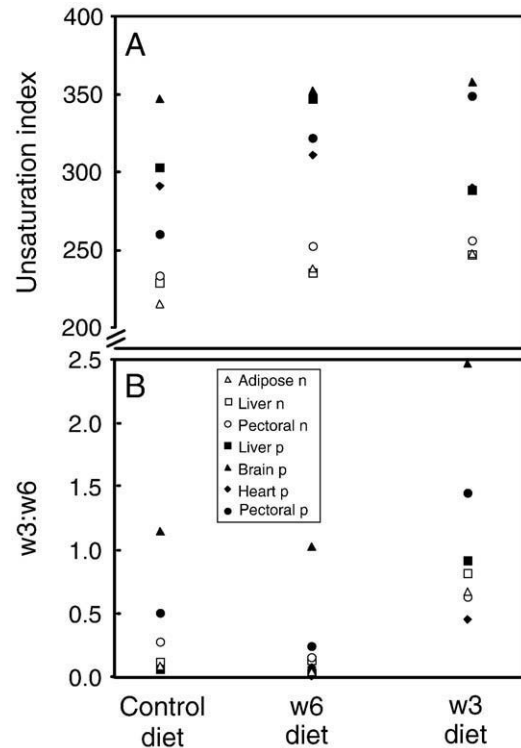 400
A
350
300
250
200
Unsaturation index
2.5
B
2.0
1.5
1.0
0.5
0.0
w3:w6
Adipose n
Liver n
Pectoral n
Liver p
Brain p
Heart p
Pectoral p
Control diet
w6 diet
w3 diet